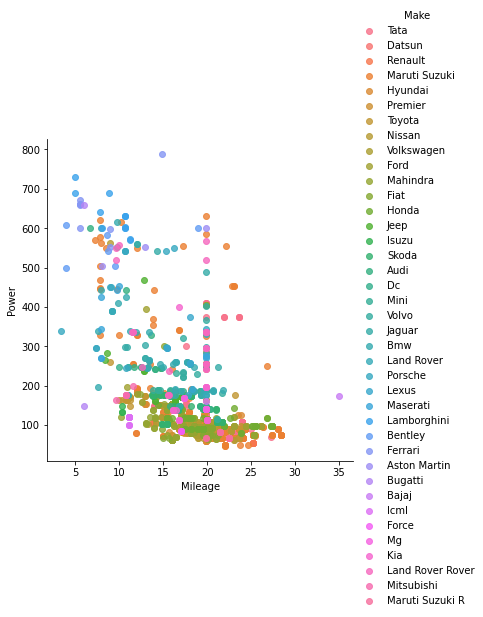 Make
Tata
Datsun
Renault
Maruti Suzuki
Hyundai
Premier
Toyota
Nissan
Volkswagen
Ford
Mahindra
Fiat
Honda
Jeep
Isuzu
Skoda
Audi
Dc
Mini
Volvo
Jaguar
Bmw
Land Rover
Porsche
Lexus
Maserati
Lamborghini
Bentley
Ferrari
Aston Martin
Bugatti
Bajaj
Icml
Force
Mg
Kia
Land Rover Rover
Mitsubishi
Maruti Suzuki R
800
700
600
500
400
300
200
100
Power
5 10 15 20 25 30 35
Mileage